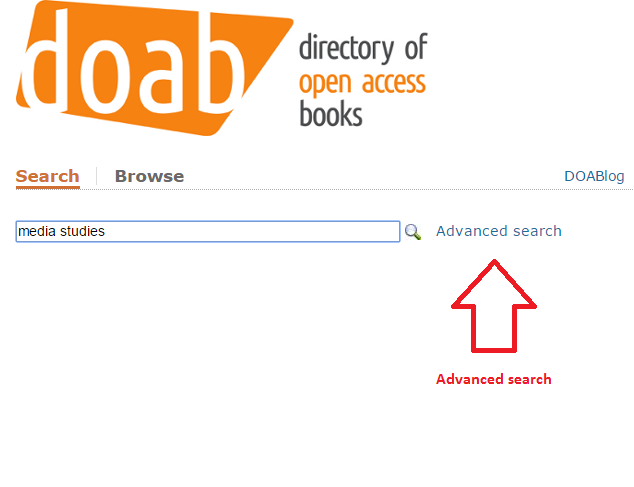 doab
directory of
open access
books
Search Browse DOABlog
media studies Advanced search
Advanced search